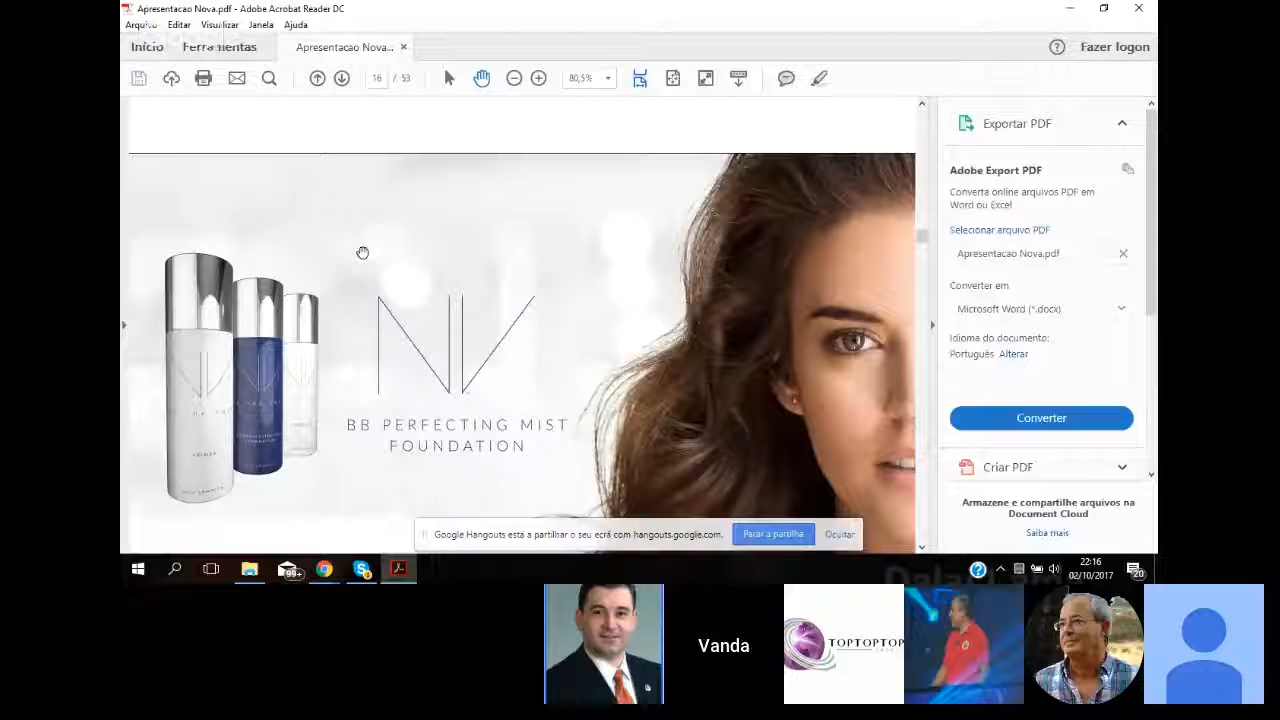 Apresentacao Nova.pdf - Adobe Acrobat Reader DC
Arquivo Editar Visualizar Janela Ajuda
Início Ferramentas Apresentacao Nova... ×
Fazer logon
16 / 53
80,5%
Exportar PDF
Adobe Export PDF
Converta online arquivos PDF em
Word ou Excel
Selecionar arquivo PDF
Apresentacao Nova.pdf
Converter em
Microsoft Word (*.docx)
Idioma do documento:
Português Alterar
Converter
Criar PDF
Armazene e compartilhe arquivos na
Document Cloud
Saiba mais
NV
BB PERFECTING MIST
FOUNDATION
PRIMER
Google Hangouts está a partilhar o seu ecrã com hangouts.google.com.
Parar a partilha
Ocultar
99+
22:16
02/10/2017
20
Vanda
TOPTOPTOP